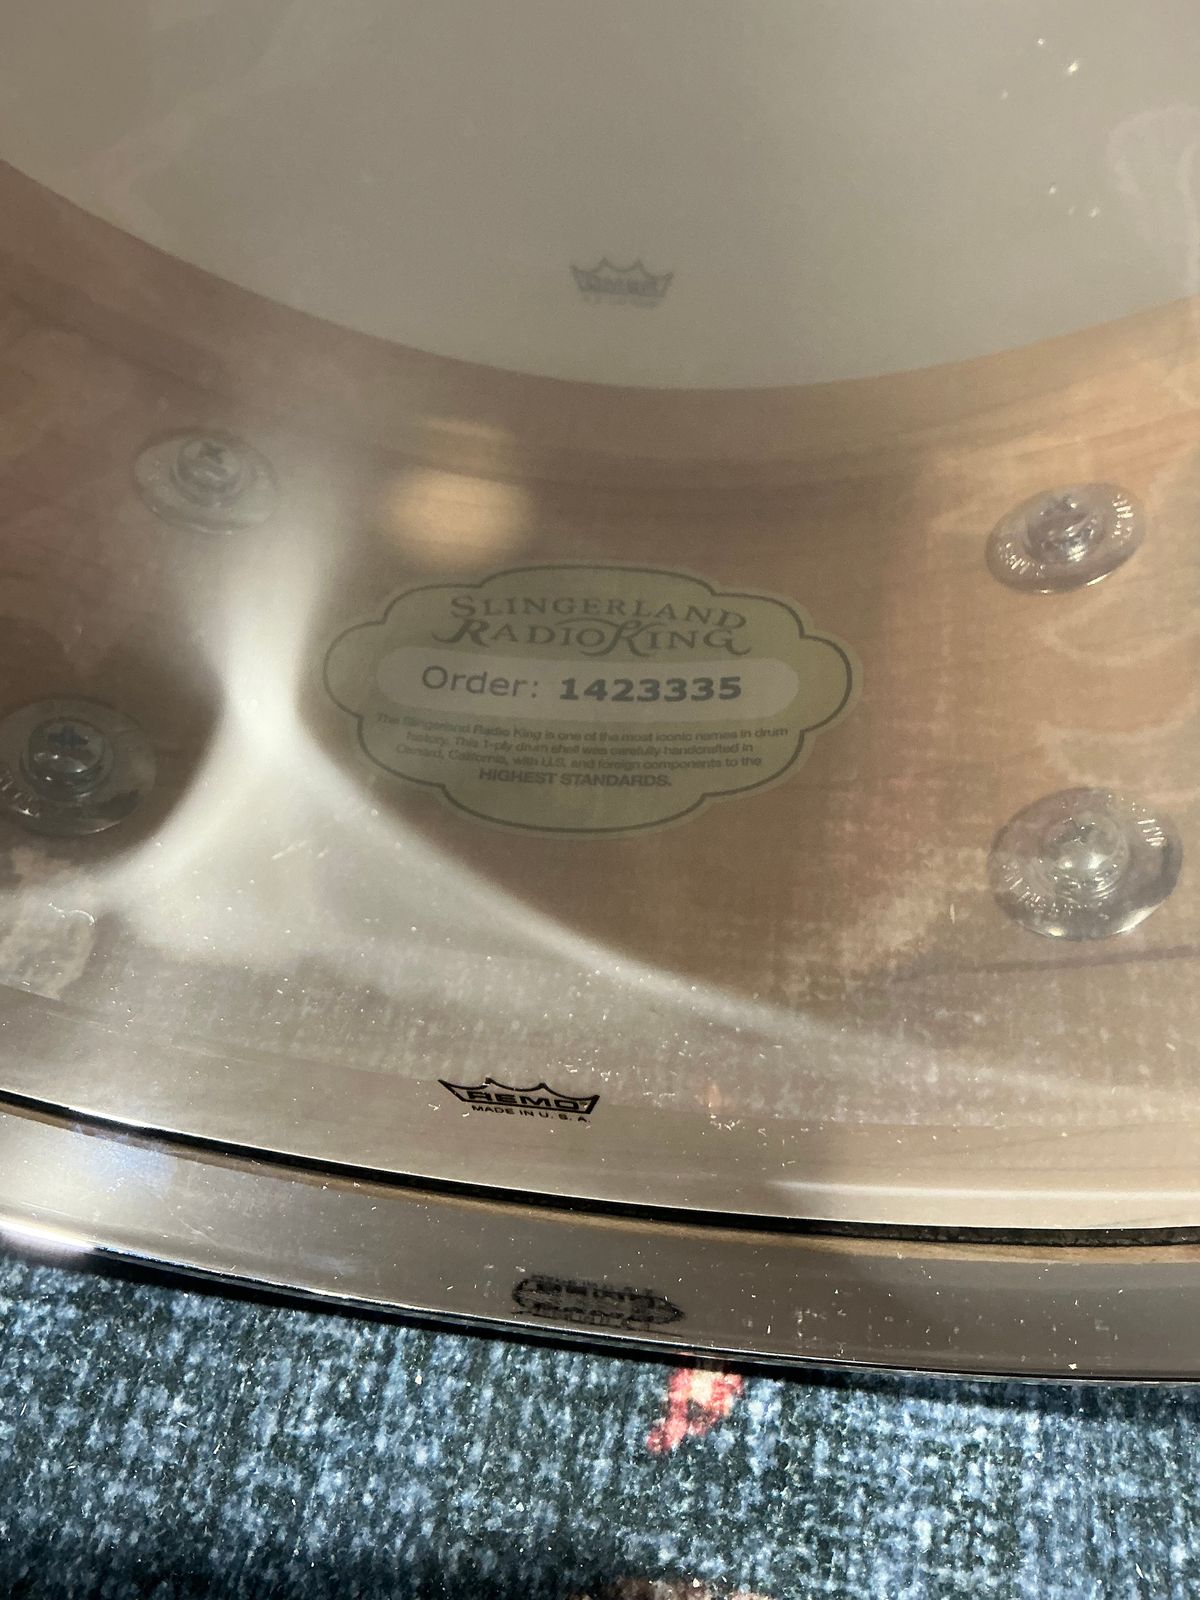 SLINGERLAND
RADIO KING
Order: 1423335
The Slingerland Radio King is one of the most iconic names in drum
history. This 1-ply drum shell was carefully handcrafted in
Oxnard, California, with U.S. and foreign components to the
HIGHEST STANDARDS.
REMO
MADE IN U.S.A.